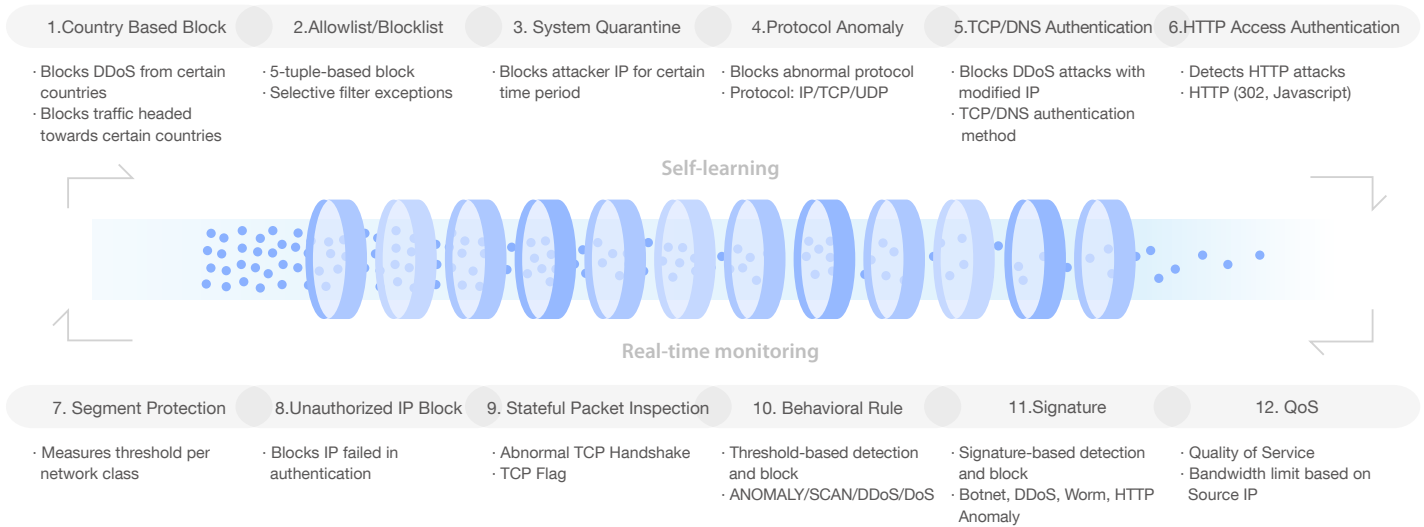 1.Country Based Block
2.Allowlist/Blocklist
3. System Quarantine
4.Protocol Anomaly
5.TCP/DNS Authentication
6.HTTP Access Authentication
· Blocks DDoS from certain
countries
· Blocks traffic headed
towards certain countries
· 5-tuple-based block
· Selective filter exceptions
· Blocks attacker IP for certain
time period
· Blocks abnormal protocol
· Protocol: IP/TCP/UDP
· Blocks DDoS attacks with
modified IP
· TCP/DNS authentication
method
· Detects HTTP attacks
· HTTP (302, Javascript)
Self-learning
Real-time monitoring
7. Segment Protection
8.Unauthorized IP Block
9. Stateful Packet Inspection
10. Behavioral Rule
11.Signature
12. QoS
· Measures threshold per
network class
· Blocks IP failed in
authentication
· Abnormal TCP Handshake
· TCP Flag
· Threshold-based detection
and block
· ANOMALY/SCAN/DDoS/DoS
· Signature-based detection
and block
· Botnet, DDoS, Worm, HTTP
Anomaly
· Quality of Service
· Bandwidth limit based on
Source IP